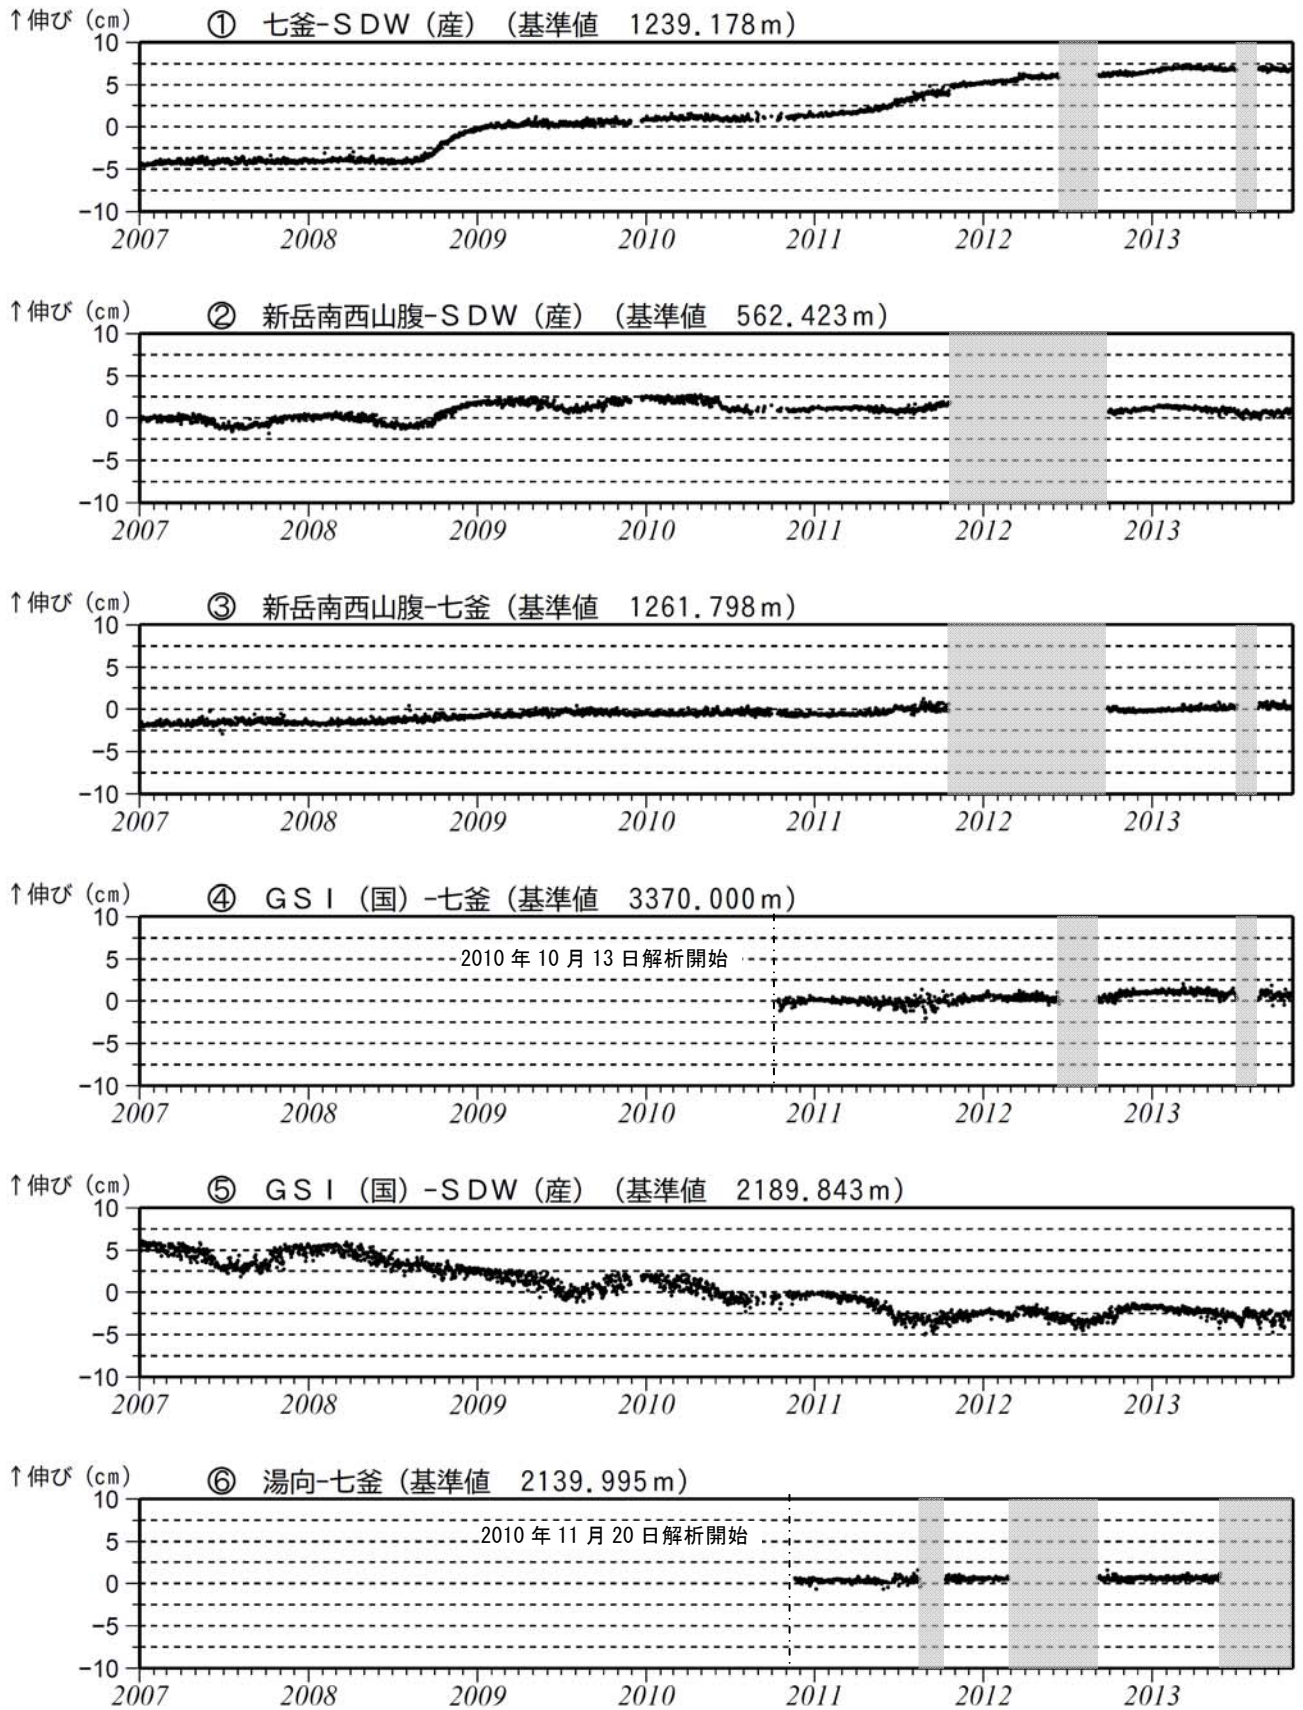 ↑伸び（cm） ① 七釜-ＳＤＷ（産）（基準値　1239.178ｍ）
10
5
0
-5
-10
2007 2008 2009 2010 2011 2012 2013
↑伸び（cm） ② 新岳南西山腹-ＳＤＷ（産）（基準値　562.423ｍ）
10
5
0
-5
-10
2007 2008 2009 2010 2011 2012 2013
↑伸び（cm） ③ 新岳南西山腹-七釜（基準値　1261.798ｍ）
10
5
0
-5
-10
2007 2008 2009 2010 2011 2012 2013
↑伸び（cm） ④ ＧＳＩ（国）-七釜（基準値　3370.000ｍ）
10
2010 年 10 月 13 日解析開始
5
0
-5
-10
2007 2008 2009 2010 2011 2012 2013
↑伸び（cm） ⑤ ＧＳＩ（国）-ＳＤＷ（産）（基準値　2189.843ｍ）
10
5
0
-5
-10
2007 2008 2009 2010 2011 2012 2013
↑伸び（cm） ⑥ 湯向-七釜（基準値　2139.995ｍ）
10
2010 年 11 月 20 日解析開始
5
0
-5
-10
2007 2008 2009 2010 2011 2012 2013